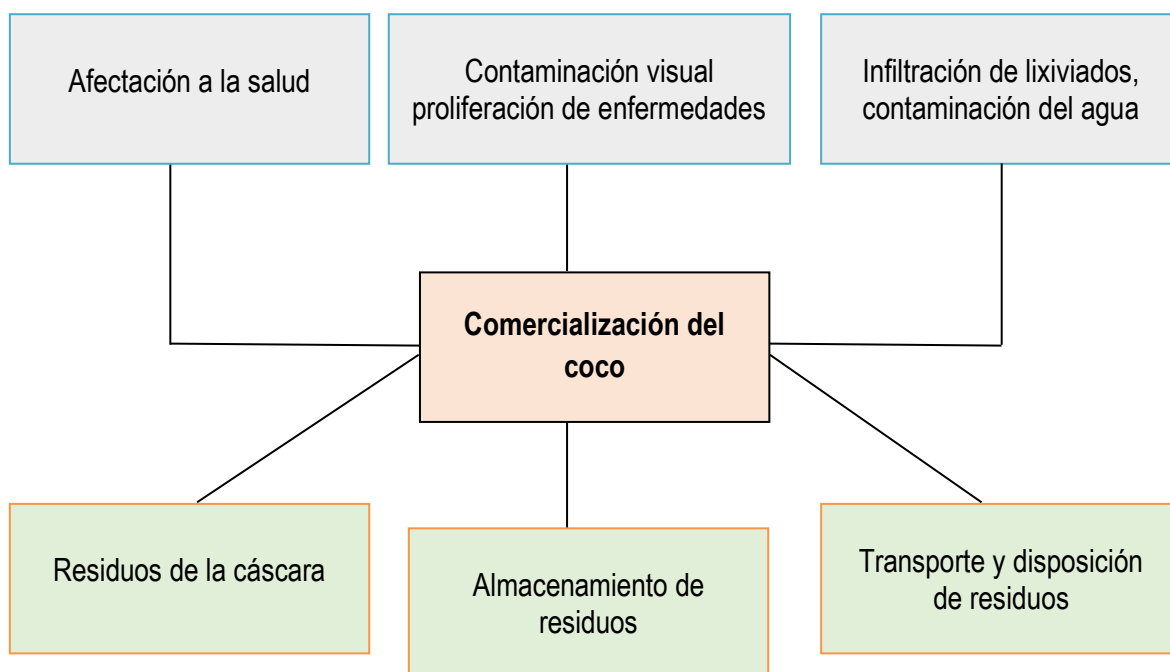 Afectación a la salud
Contaminación visual
proliferación de enfermedades
Infiltración de lixiviados,
contaminación del agua
Comercialización del
coco
Residuos de la cáscara
Almacenamiento de
residuos
Transporte y disposición
de residuos